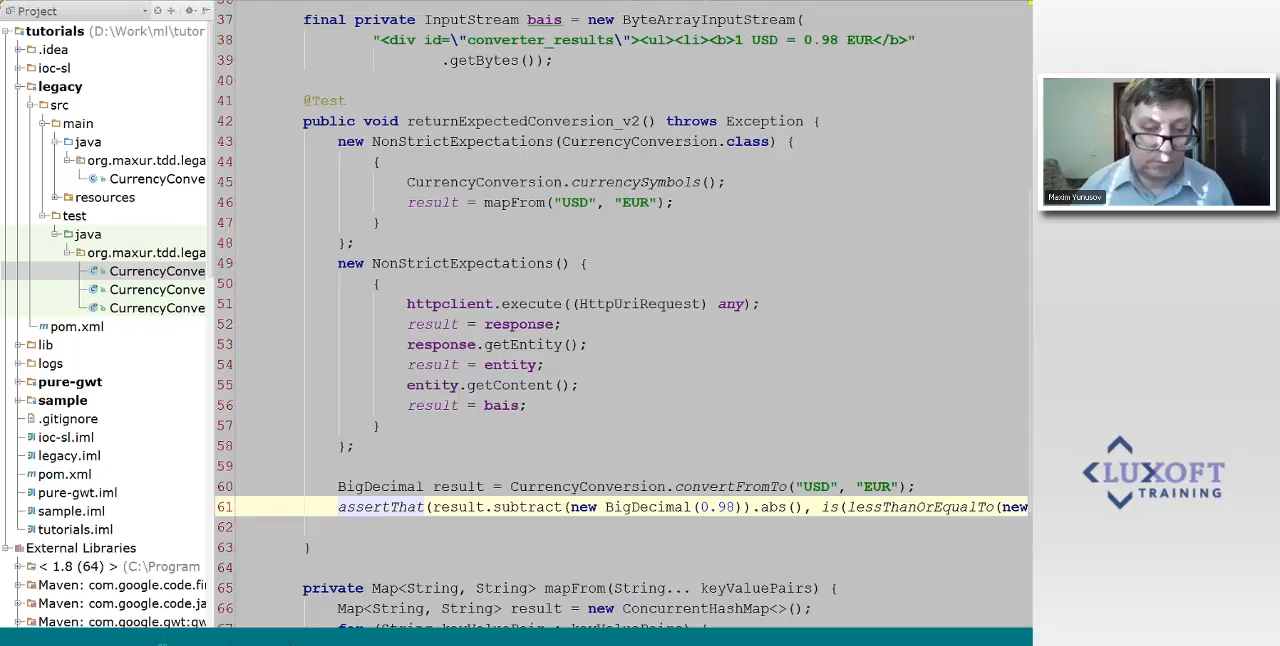 Project
tutorials (D:\Work\ml\tutor
.idea
ioc-sl
legacy
src
main
java
org.maxur.tdd.lega
CurrencyConve
resources
test
java
org.maxur.tdd.lega
CurrencyConve
CurrencyConve
CurrencyConve
pom.xml
lib
logs
pure-gwt
sample
.gitignore
ioc-sl.iml
legacy.iml
pom.xml
pure-gwt.iml
sample.iml
tutorials.iml
External Libraries
< 1.8 (64) > (C:\Program
Maven: com.google.code.fi
Maven: com.google.code.ja
Maven: com.google.gwt:gw
37 final private InputStream bais = new ByteArrayInputStream(
38 "<div id=\"converter_results\"><ul><li><b>1 USD = 0.98 EUR</b>"
39 .getBytes());
40
41 @Test
42 public void returnExpectedConversion_v2() throws Exception {
43 new NonStrictExpectations(CurrencyConversion.class) {
44 {
45 CurrencyConversion.currencySymbols();
46 result = mapFrom("USD", "EUR");
47 }
48 };
49 new NonStrictExpectations() {
50 {
51 httpclient.execute((HttpUriRequest) any);
52 result = response;
53 response.getEntity();
54 result = entity;
55 entity.getContent();
56 result = bais;
57 }
58 };
59
60 BigDecimal result = CurrencyConversion.convertFromTo("USD", "EUR");
61 assertThat(result.subtract(new BigDecimal(0.98)).abs(), is(lessThanOrEqualTo(new
62
63 }
64
65 private Map<String, String> mapFrom(String... keyValuePairs) {
66 Map<String, String> result = new ConcurrentHashMap<>();
Maxim Yunusov
LUXOFT
TRAINING